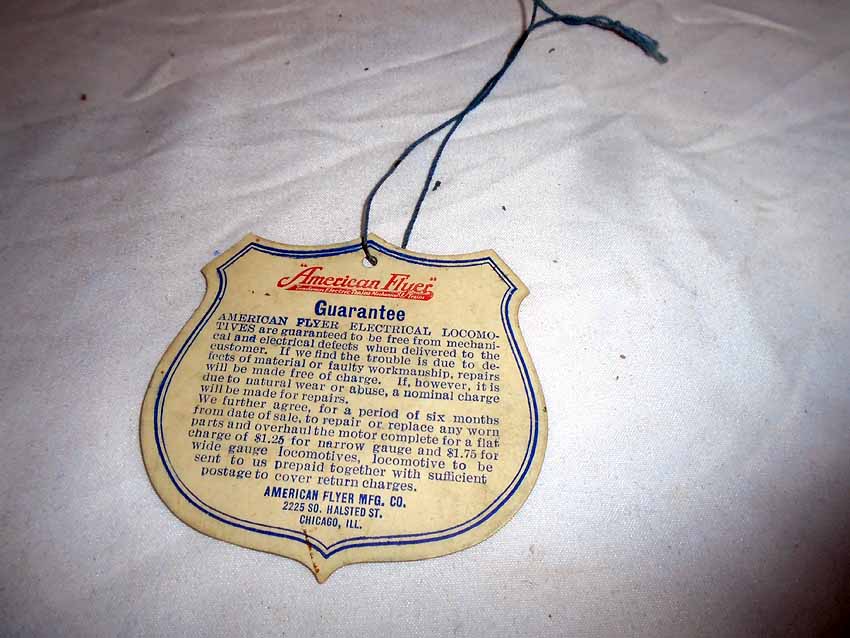 "American Flyer"
Guarantee
AMERICAN FLYER ELECTRICAL LOCOMO-
TIVES are guaranteed to be free from mechani-
cal and electrical defects when delivered to the
customer. If we find the trouble is due to de-
fects of material or faulty workmanship, repairs
will be made free of charge. If, however, it is
due to natural wear or abuse, a nominal charge
will be made for repairs.
We further agree, for a period of six months
from date of sale, to repair or replace any worn
parts and overhaul the motor complete for a flat
charge of $1.25 for narrow gauge and $1.75 for
wide gauge locomotives, locomotive to be
sent to us prepaid together with sufficient
postage to cover return charges.
AMERICAN FLYER MFG. CO.
2225 SO. HALSTED ST.
CHICAGO, ILL.